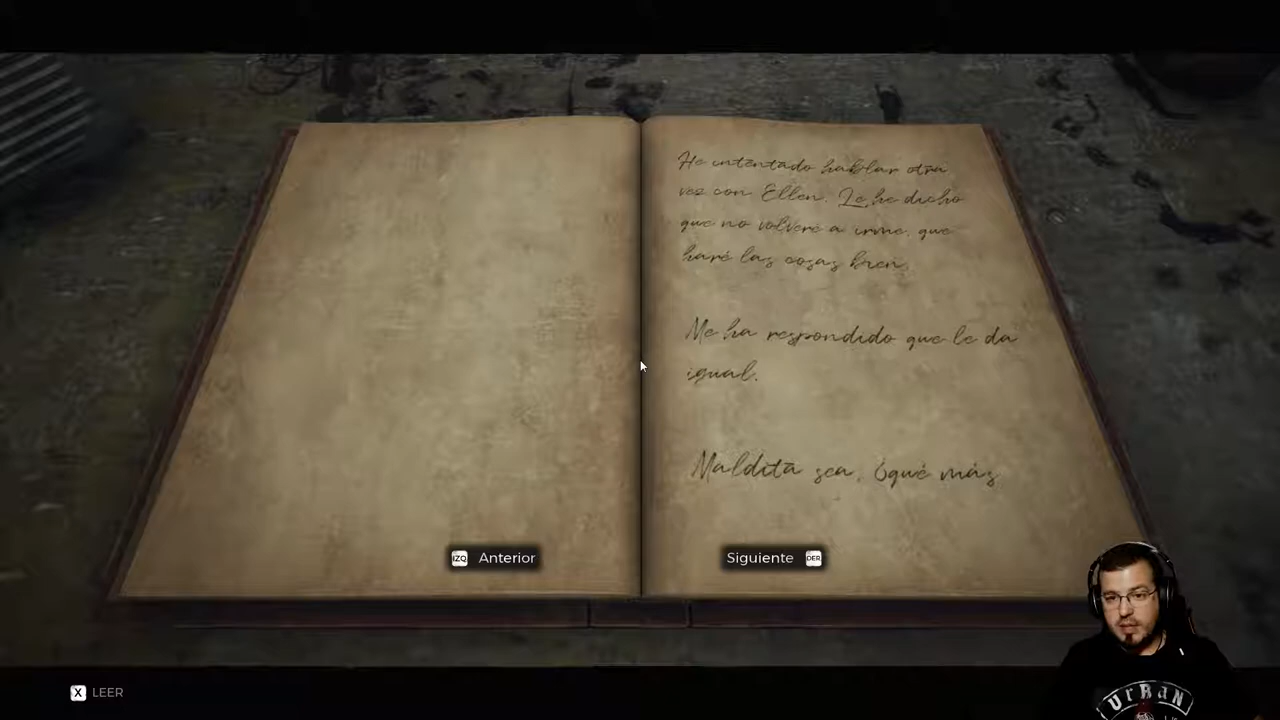 He intentado hablar otra
vez con Ellen. Le he dicho
que no volveré a irme, que
haré las cosas bien.
Me ha respondido que le da
igual.
Maldita sea, ¿qué más
IZQ Anterior
Siguiente DER
X LEER
URBAN